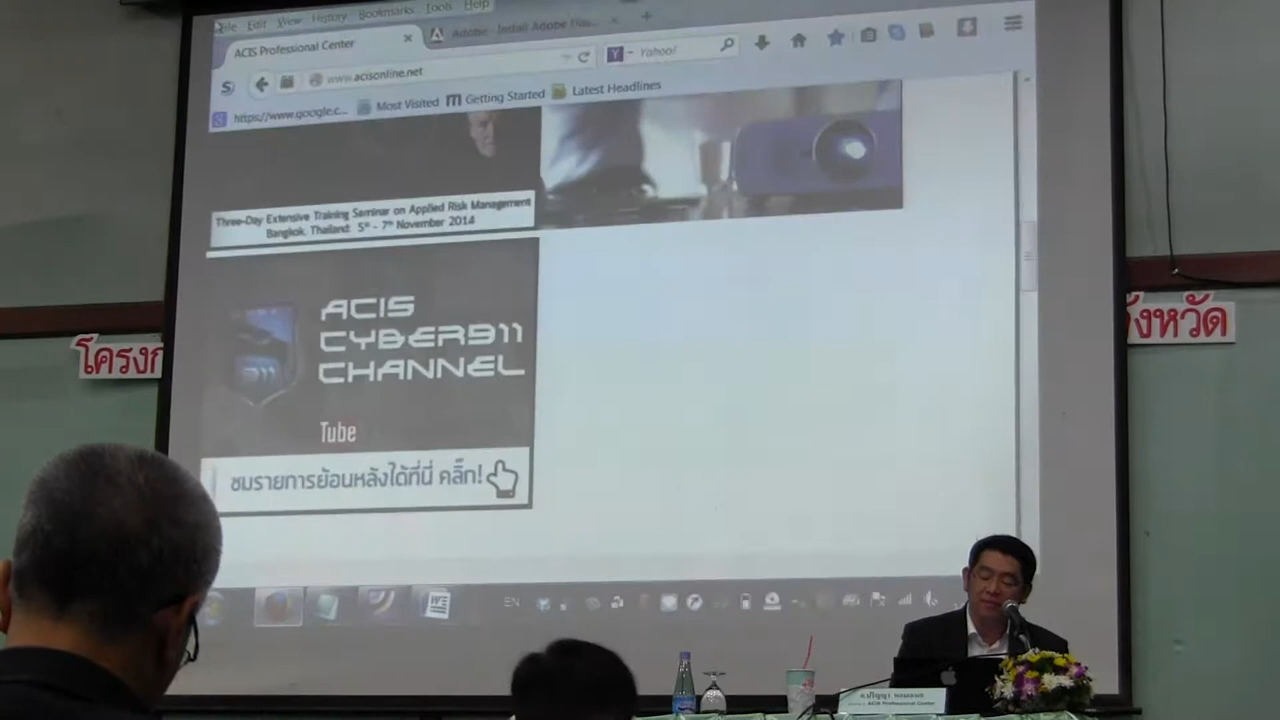 File Edit View History Bookmarks Tools Help
ACIS Professional Center
Adobe - Install Adobe Flas...
www.acisonline.net
Yahoo!
https://www.google.c...
Most Visited
Getting Started
Latest Headlines
Three-Day Extensive Training Seminar on Applied Risk Management
Bangkok, Thailand: 5th - 7th November 2014
ACIS
CYBER911
CHANNEL
Tube
ชมรายการย้อนหลังได้ที่นี่ คลิ๊ก!
EN
โครงก
ังหวัด
ACIS Professional Center